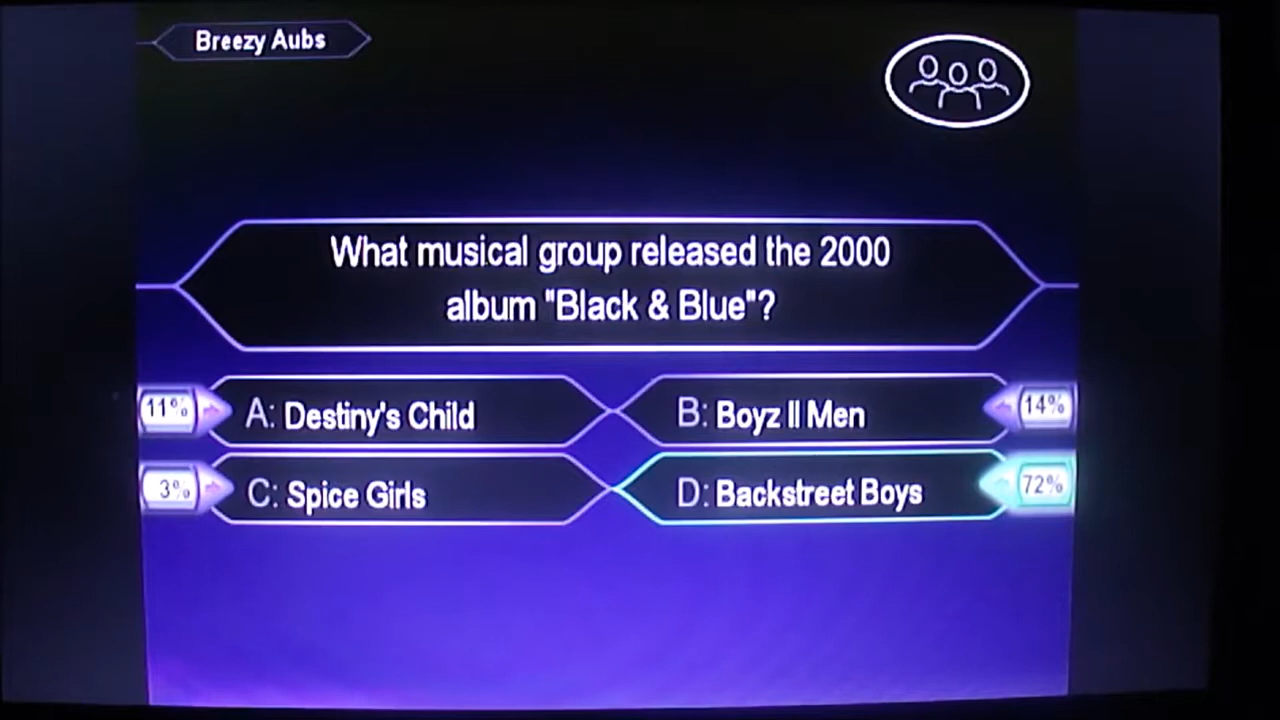 Breezy Aubs
What musical group released the 2000
album "Black & Blue"?
11% A: Destiny's Child
B: Boyz II Men 14%
3% C: Spice Girls
D: Backstreet Boys 72%